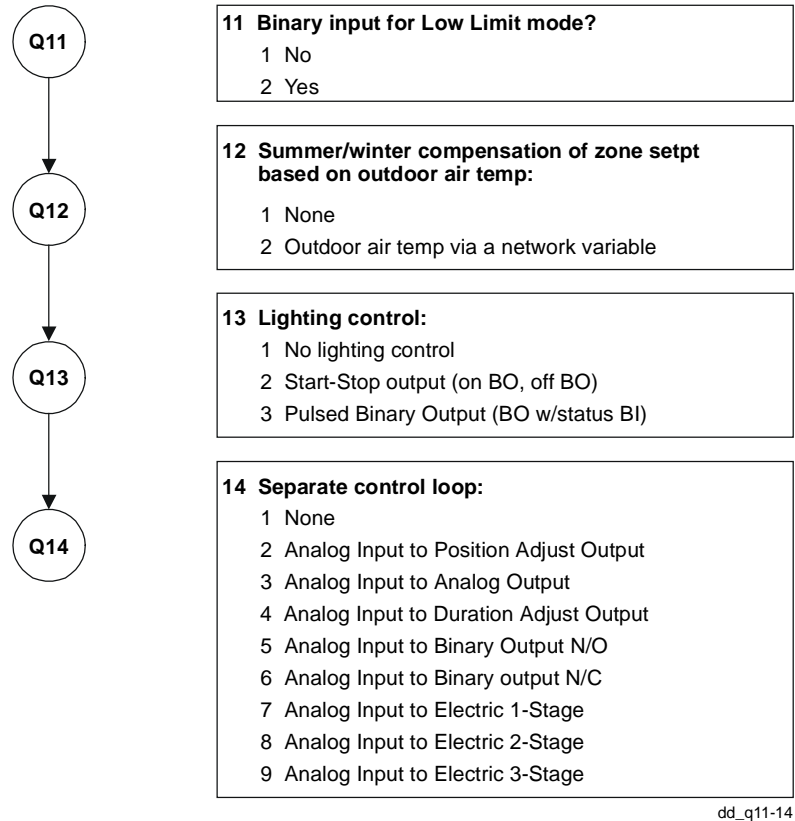 Q11
11 Binary input for Low Limit mode?
1 No
2 Yes
Q12
12 Summer/winter compensation of zone setpt
based on outdoor air temp:
1 None
2 Outdoor air temp via a network variable
Q13
13 Lighting control:
1 No lighting control
2 Start-Stop output (on BO, off BO)
3 Pulsed Binary Output (BO w/status BI)
Q14
14 Separate control loop:
1 None
2 Analog Input to Position Adjust Output
3 Analog Input to Analog Output
4 Analog Input to Duration Adjust Output
5 Analog Input to Binary Output N/O
6 Analog Input to Binary output N/C
7 Analog Input to Electric 1-Stage
8 Analog Input to Electric 2-Stage
9 Analog Input to Electric 3-Stage
dd_q11-14